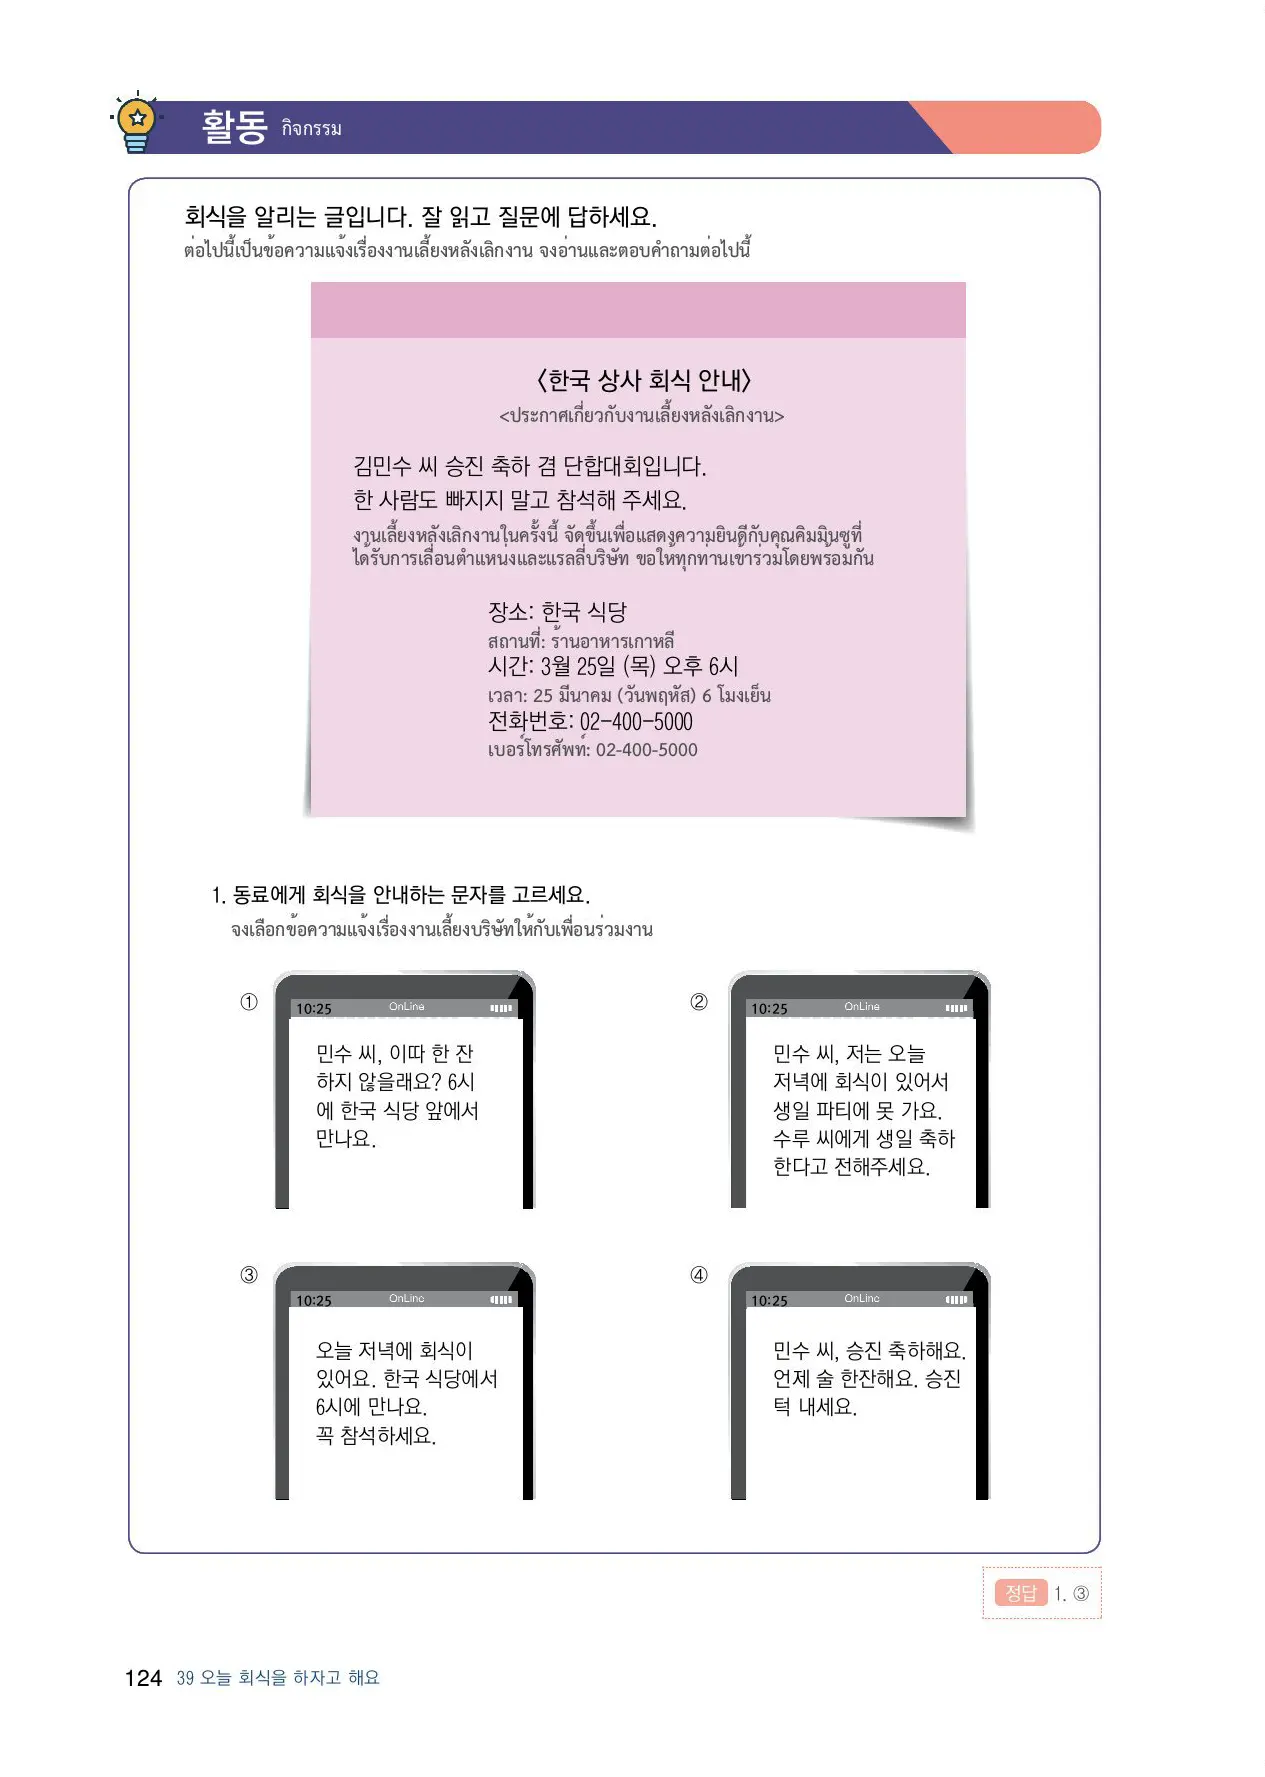 활동 กิจกรรม
회식을 알리는 글입니다. 잘 읽고 질문에 답하세요.
ต่อไปนี้เป็นข้อความแจ้งเรื่องงานเลี้ยงหลังเลิกงาน จงอ่านและตอบคำถามต่อไปนี้
<한국 상사 회식 안내>
<ประกาศเกี่ยวกับงานเลี้ยงหลังเลิกงาน>
김민수 씨 승진 축하 겸 단합대회입니다.
한 사람도 빠지지 말고 참석해 주세요.
งานเลี้ยงหลังเลิกงานในครั้งนี้ จัดขึ้นเพื่อแสดงความยินดีกับคุณคิมมินซูที่
ได้รับการเลื่อนตำแหน่งและแรลลี่บริษัท ขอให้ทุกท่านเข้าร่วมโดยพร้อมกัน
장소: 한국 식당
สถานที่: ร้านอาหารเกาหลี
시간: 3월 25일 (목) 오후 6시
เวลา: 25 มีนาคม (วันพฤหัส) 6 โมงเย็น
전화번호: 02-400-5000
เบอร์โทรศัพท์: 02-400-5000
1. 동료에게 회식을 안내하는 문자를 고르세요.
จงเลือกข้อความแจ้งเรื่องงานเลี้ยงบริษัทให้กับเพื่อนร่วมงาน
①
10:25 OnLine
민수 씨, 이따 한 잔
하지 않을래요? 6시
에 한국 식당 앞에서
만나요.
②
10:25 OnLine
민수 씨, 저는 오늘
저녁에 회식이 있어서
생일 파티에 못 가요.
수루 씨에게 생일 축하
한다고 전해주세요.
③
10:25 OnLine
오늘 저녁에 회식이
있어요. 한국 식당에서
6시에 만나요.
꼭 참석하세요.
④
10:25 OnLine
민수 씨, 승진 축하해요.
언제 술 한잔해요. 승진
턱 내세요.
정답 1. ③
124 39 오늘 회식을 하자고 해요